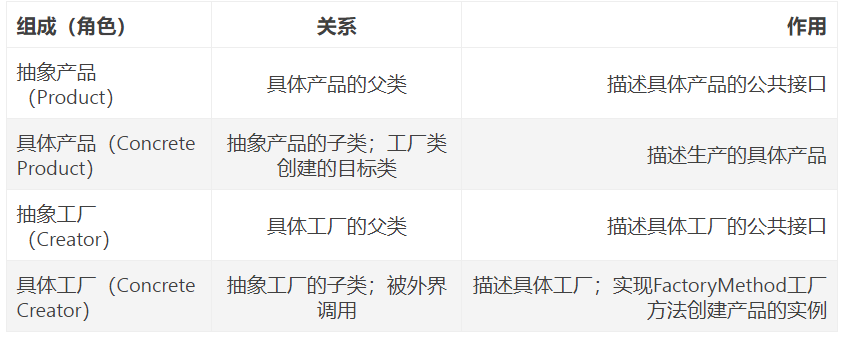 组成（角色）
关系
作用
抽象产品
（Product）
具体产品的父类
描述具体产品的公共接口
具体产品（Concrete
Product）
抽象产品的子类；工厂类
创建的目标类
描述生产的具体产品
抽象工厂
（Creator）
具体工厂的父类
描述具体工厂的公共接口
具体工厂（Concrete
Creator）
抽象工厂的子类；被外界
调用
描述具体工厂；实现FactoryMethod工厂
方法创建产品的实例